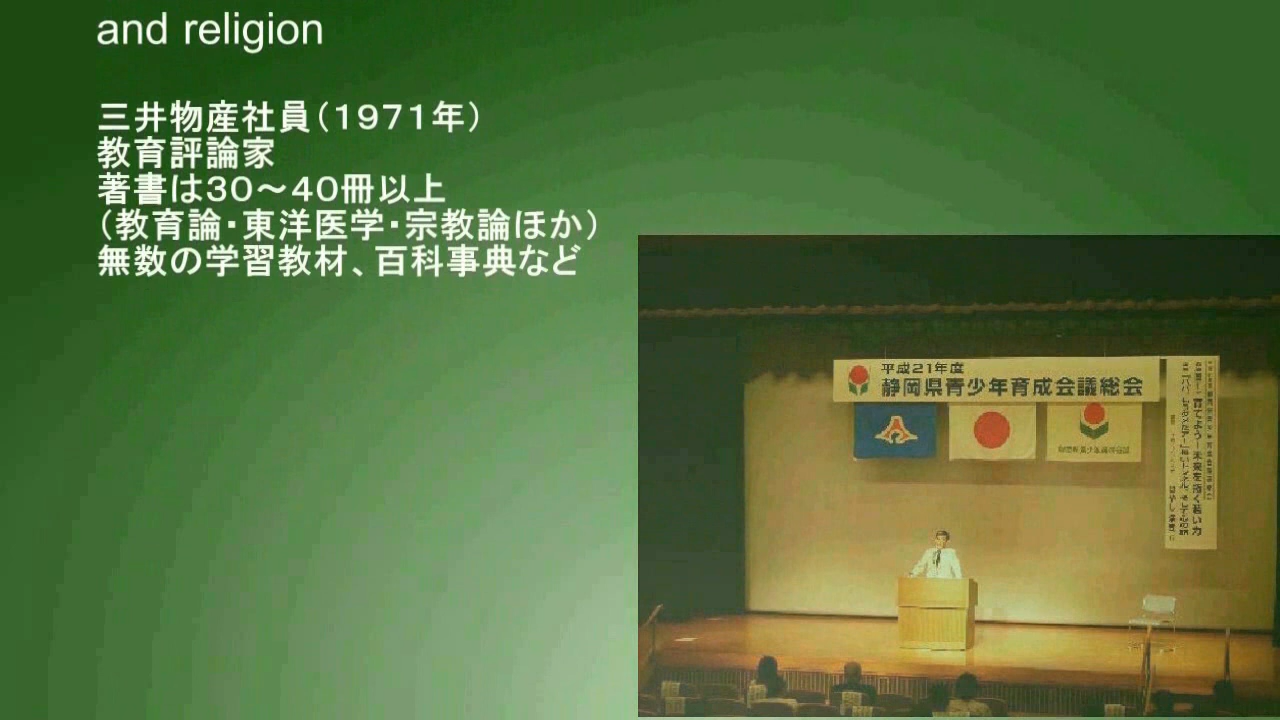 and religion
三井物産社員（１９７１年）
教育評論家
著書は３０～４０冊以上
（教育論・東洋医学・宗教論ほか）
無数の学習教材、百科事典など
平成21年度
静岡県青少年育成会議総会